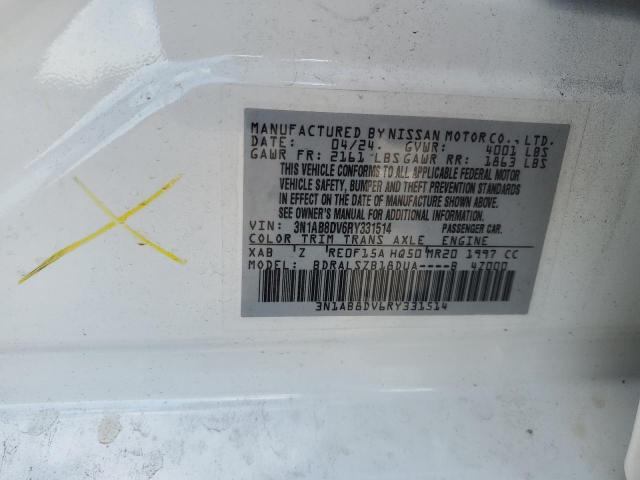 MANUFACTURED BY NISSAN MOTOR CO., LTD.
DATE: 04/24 GVWR: 4001 LBS
GAWR FR: 2161 LBS GAWR RR: 1863 LBS
THIS VEHICLE CONFORMS TO ALL APPLICABLE FEDERAL MOTOR
VEHICLE SAFETY, BUMPER AND THEFT PREVENTION STANDARDS
IN EFFECT ON THE DATE OF MANUFACTURE SHOWN ABOVE.
SEE OWNER'S MANUAL FOR ADDITIONAL INFORMATION.
VIN: 3N1AB8DV6RY331514 PASSENGER CAR.
COLOR TRIM TRANS AXLE ENGINE
XAB Z RE0F15A HQ50 MR20 1997 CC
MODEL: BDRALSZB18DUA----B 4Z000
3N1AB8DV6RY331514